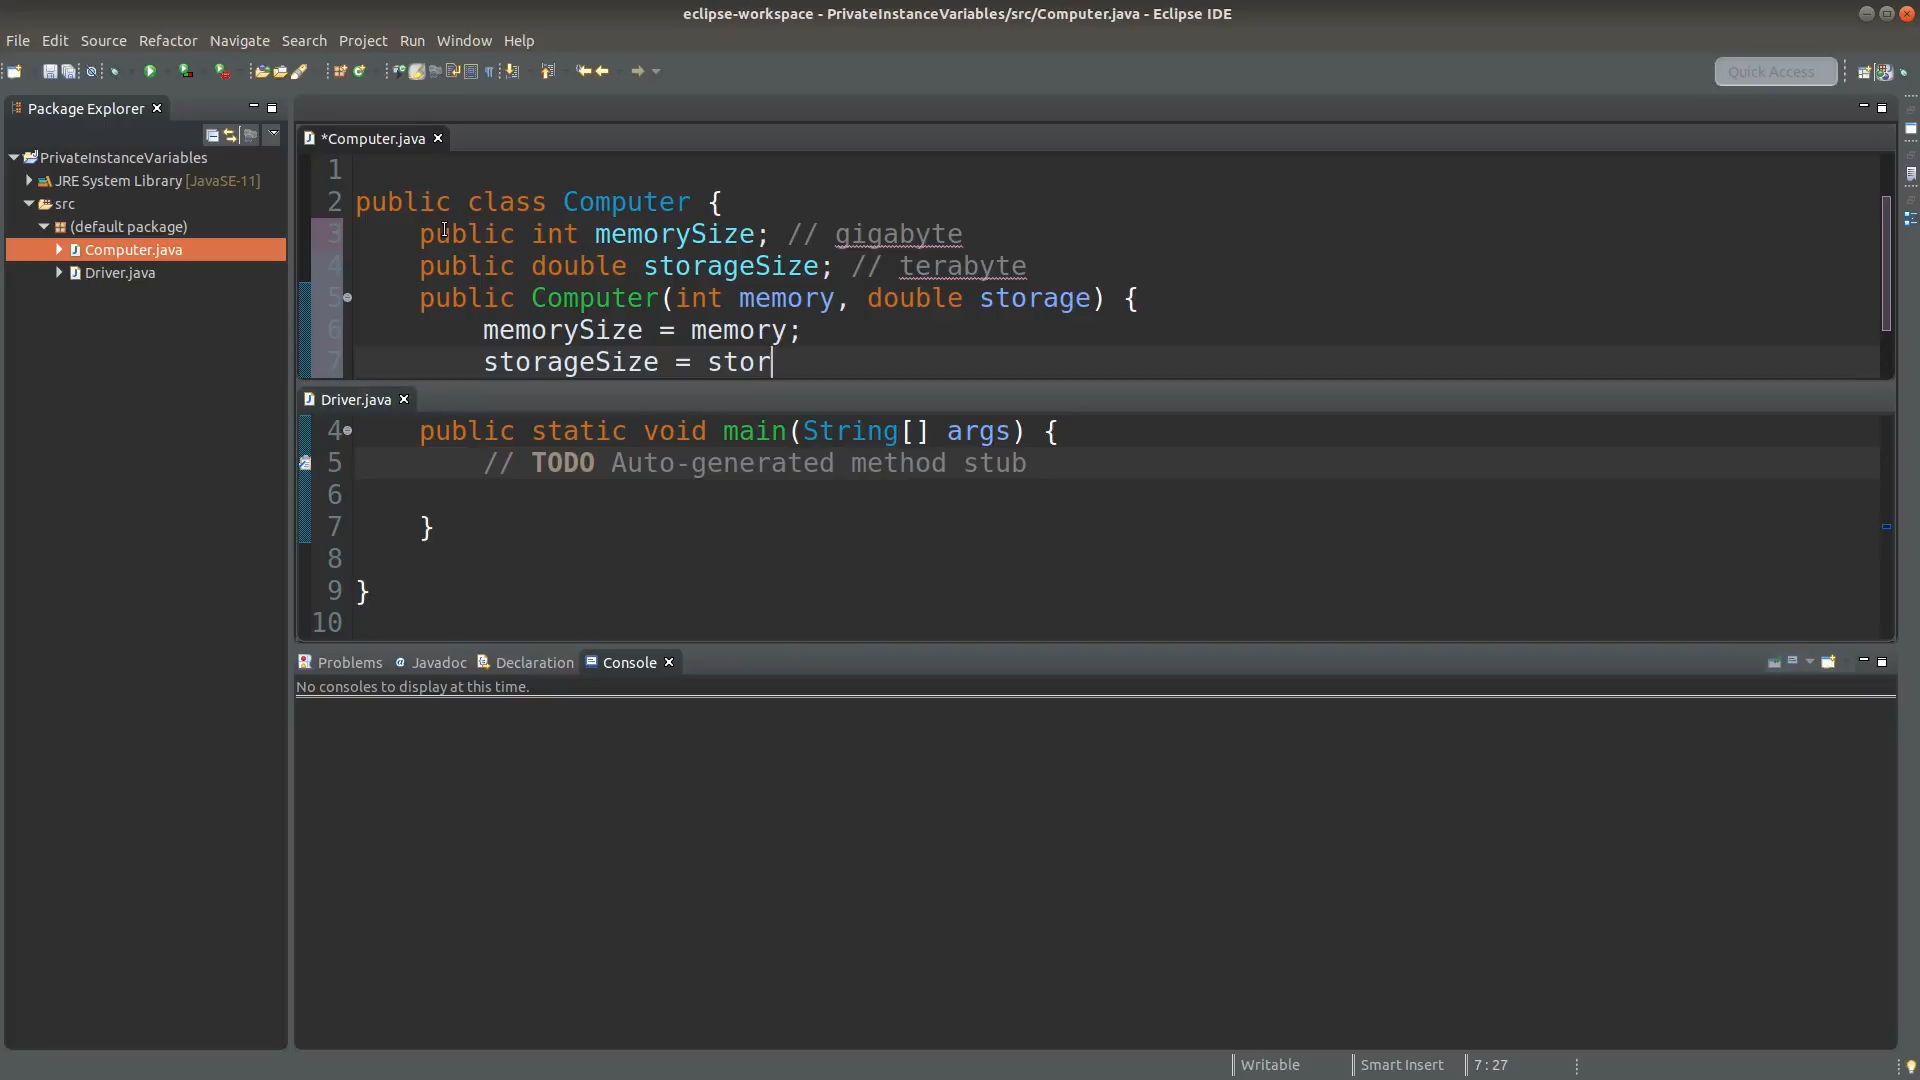 eclipse-workspace - PrivateInstanceVariables/src/Computer.java - Eclipse IDE
File Edit Source Refactor Navigate Search Project Run Window Help
Quick Access
Package Explorer
PrivateInstanceVariables
JRE System Library [JavaSE-11]
src
(default package)
Computer.java
Driver.java
*Computer.java
1
2 public class Computer {
3 public int memorySize; // gigabyte
4 public double storageSize; // terabyte
5 public Computer(int memory, double storage) {
6 memorySize = memory;
7 storageSize = stor
Driver.java
4 public static void main(String[] args) {
5 // TODO Auto-generated method stub
6
7 }
8
9 }
10
Problems Javadoc Declaration Console
No consoles to display at this time.
Writable Smart Insert 7 : 27